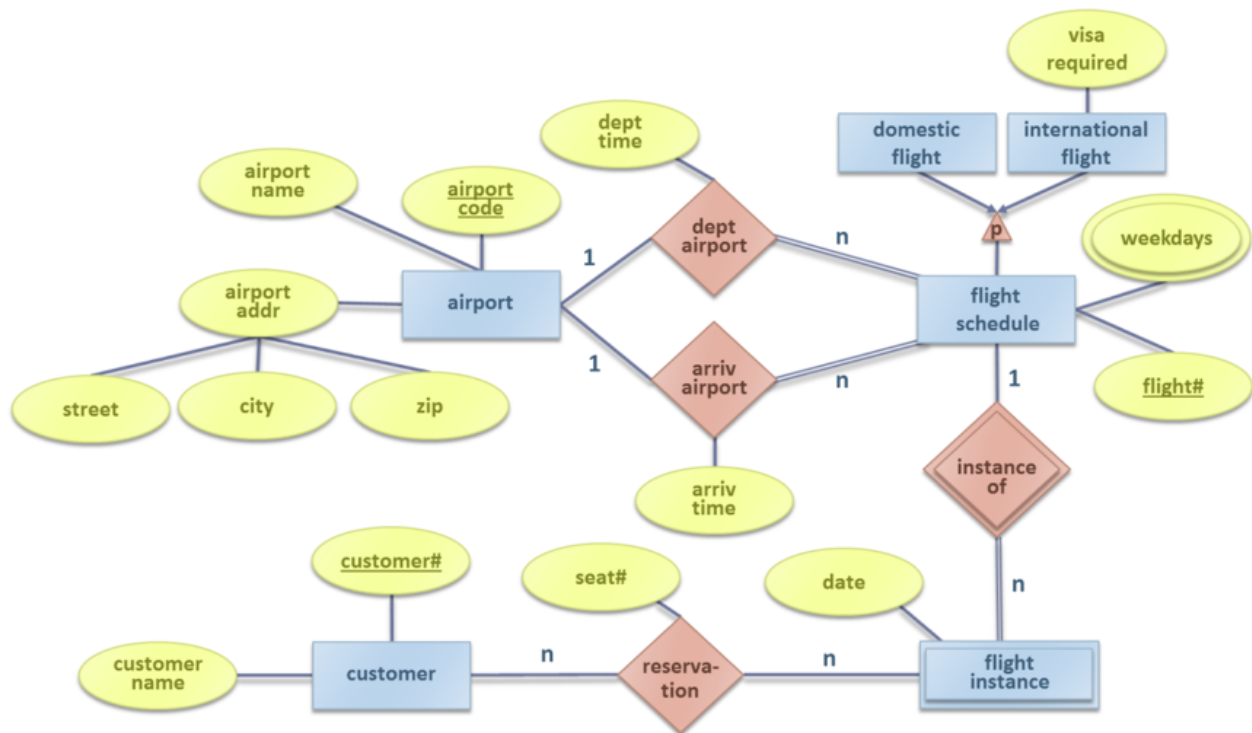 visa
required
domestic
flight
international
flight
dept
time
airport
name
airport
code
dept
airport
n
p
weekdays
1
airport
addr
airport
flight
schedule
1
arriv
airport
n
1
flight#
street
city
zip
instance
of
arriv
time
customer#
seat#
date
n
customer
name
customer
n
reserva-
tion
n
flight
instance